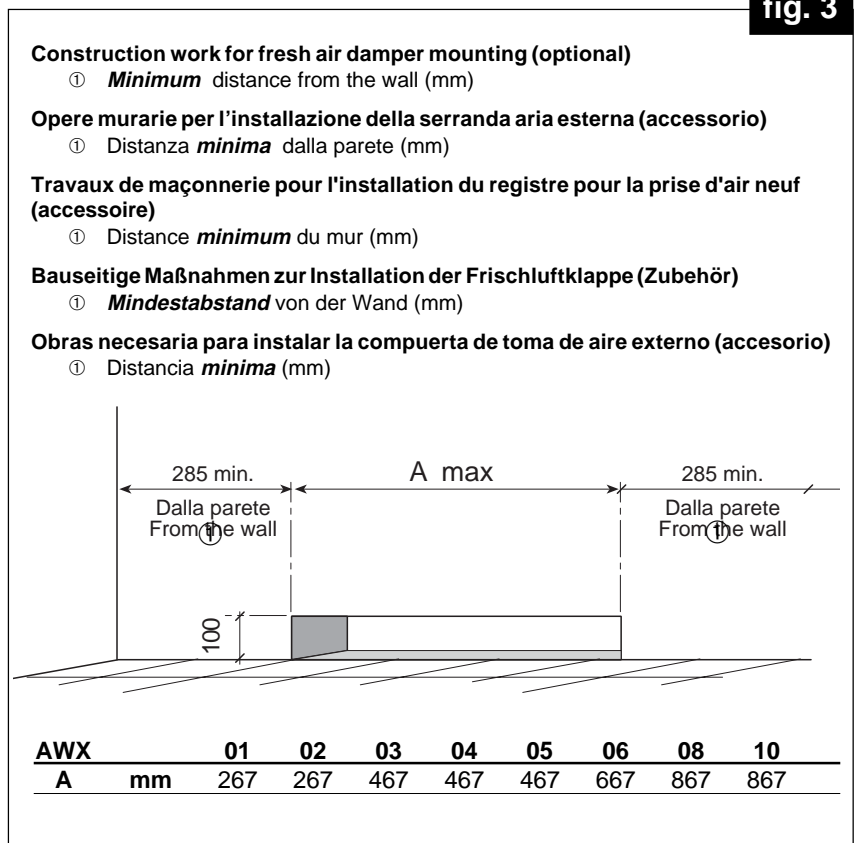 fig. 3
Construction work for fresh air damper mounting (optional)
① Minimum distance from the wall (mm)
Opere murarie per l’installazione della serranda aria esterna (accessorio)
① Distanza minima dalla parete (mm)
Travaux de maçonnerie pour l'installation du registre pour la prise d'air neuf
(accessoire)
① Distance minimum du mur (mm)
Bauseitige Maßnahmen zur Installation der Frischluftklappe (Zubehör)
① Mindestabstand von der Wand (mm)
Obras necesaria para instalar la compuerta de toma de aire externo (accesorio)
① Distancia minima (mm)
285 min. A max 285 min.
Dalla parete Dalla parete
From the wall From the wall
① ①
100
AWX 01 02 03 04 05 06 08 10
A mm 267 267 467 467 467 667 867 867